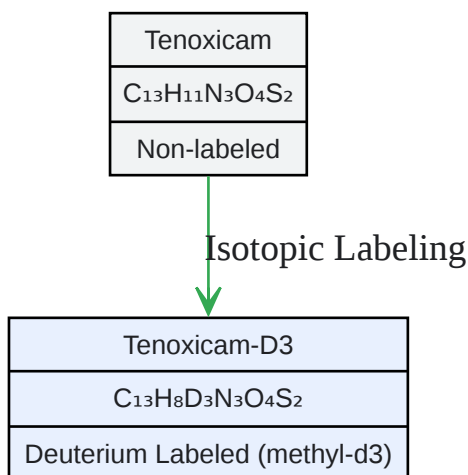 Tenoxicam
C₁₃H₁₁N₃O₄S₂
Non-labeled
Isotopic Labeling
Tenoxicam-D3
C₁₃H₈D₃N₃O₄S₂
Deuterium Labeled (methyl-d3)